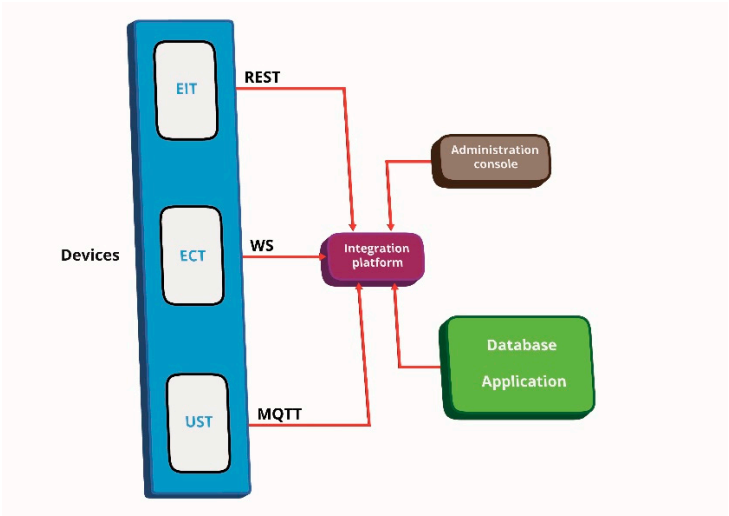 EIT
REST
Administration
console
ECT
Devices
WS
Integration
platform
Database
Application
UST
MQTT